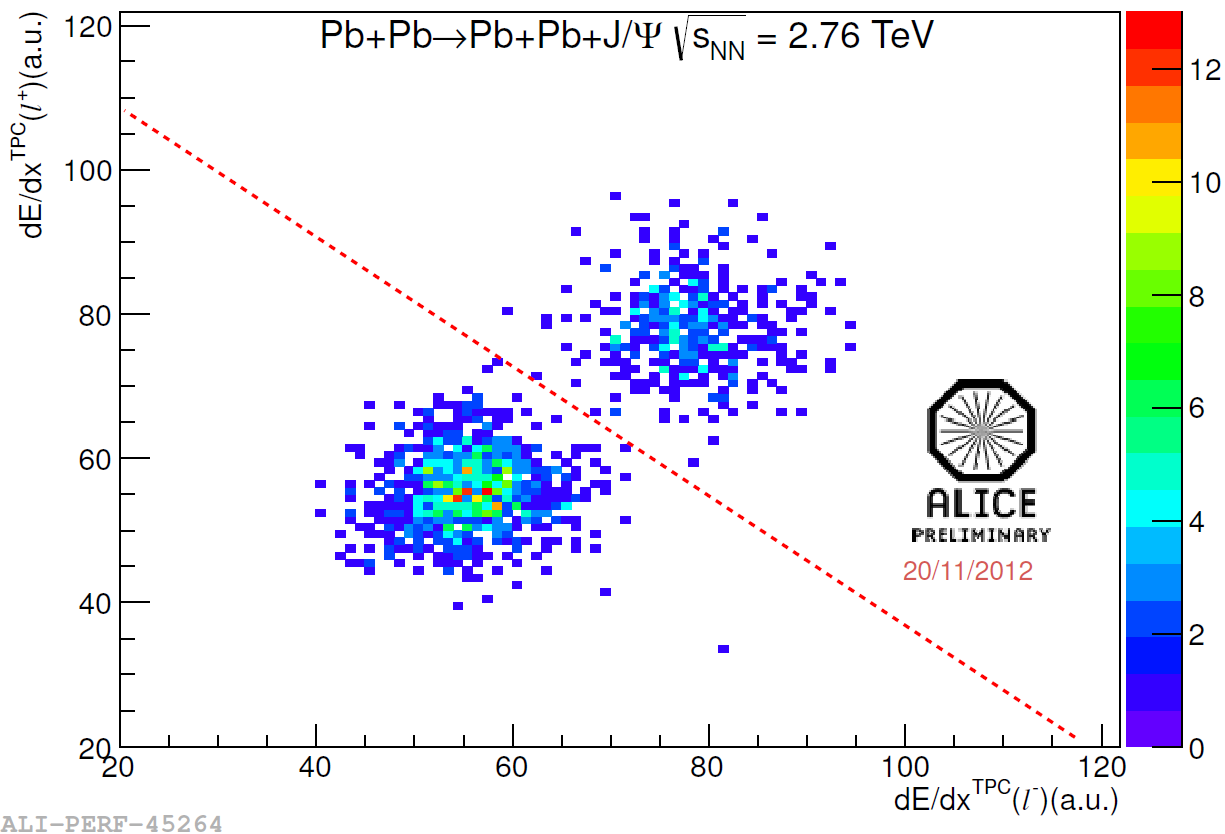 Pb+Pb→Pb+Pb+J/Ψ √sNN = 2.76 TeV
dE/dxTPC(l+)(a.u.)
120
100
80
60
40
20
20 40 60 80 100 120
dE/dxTPC(l-)(a.u.)
12
10
8
6
4
2
0
ALICE
PRELIMINARY
20/11/2012
ALI-PERF-45264